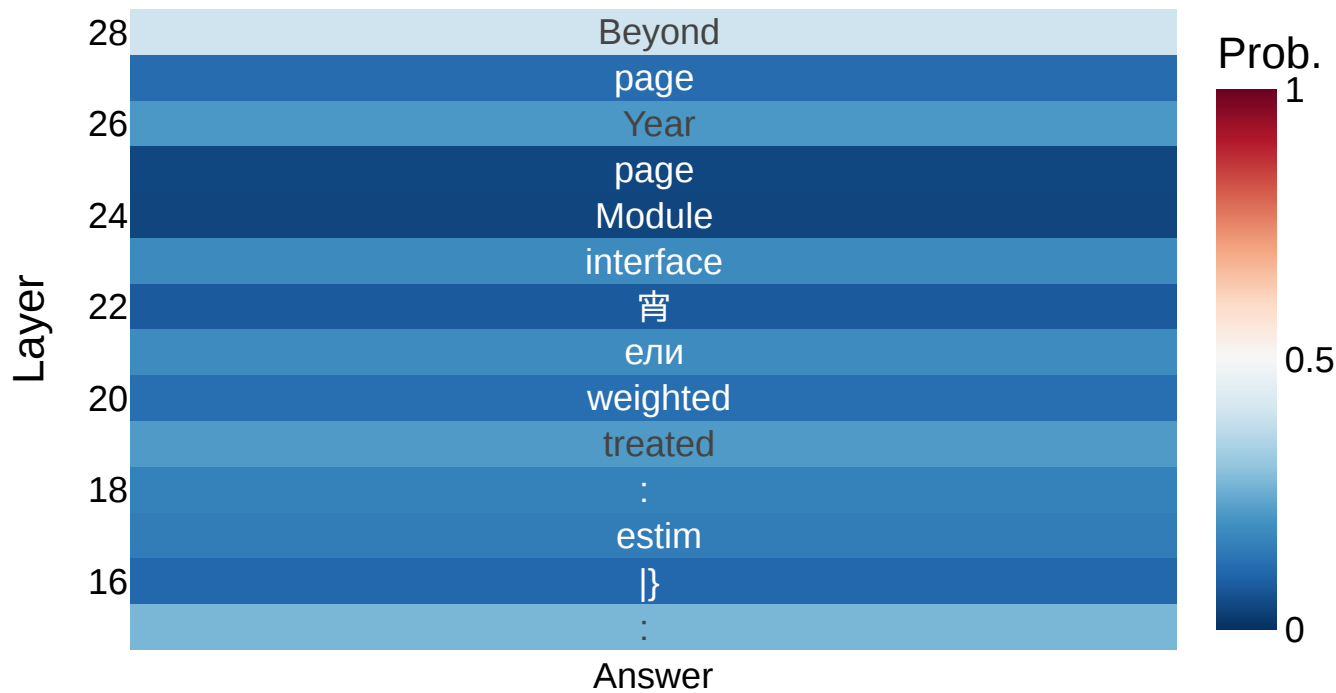 28 Beyond
page
Prob.
1
26 Year
page
24 Module
interface
22 宵
ели
0.5
20 weighted
treated
18 :
estim
16 |}
:
0
Layer
Answer